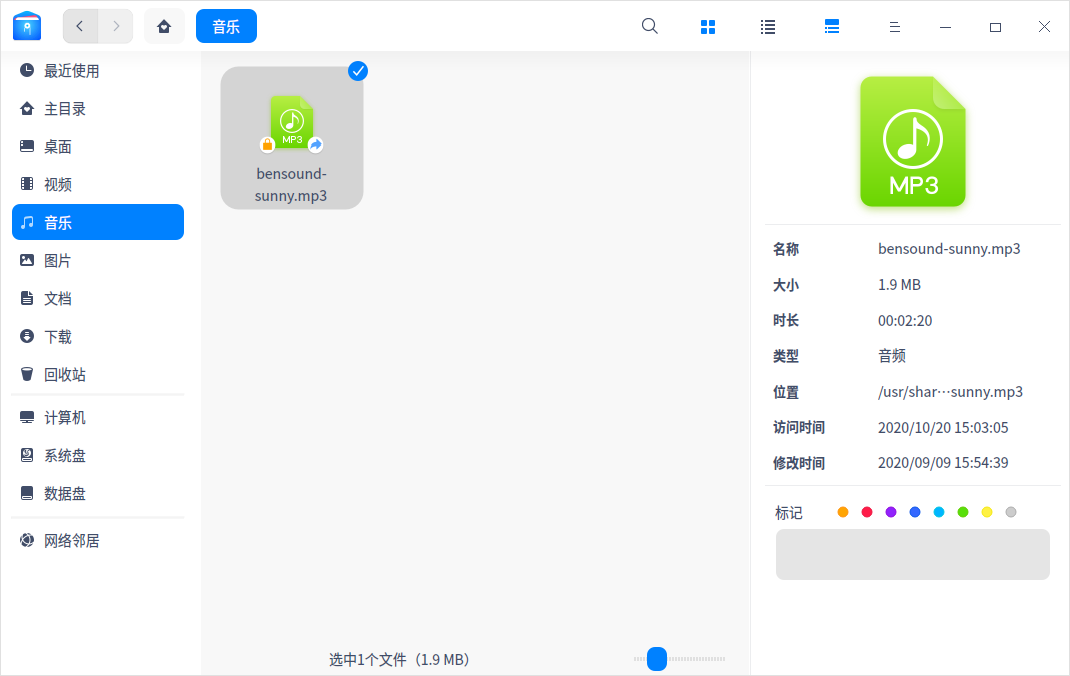 音乐
最近使用
主目录
桌面
视频
音乐
图片
文档
下载
回收站
计算机
系统盘
数据盘
网络邻居
MP3
bensound-
sunny.mp3
选中1个文件（1.9 MB）
MP3
名称 bensound-sunny.mp3
大小 1.9 MB
时长 00:02:20
类型 音频
位置 /usr/shar···sunny.mp3
访问时间 2020/10/20 15:03:05
修改时间 2020/09/09 15:54:39
标记